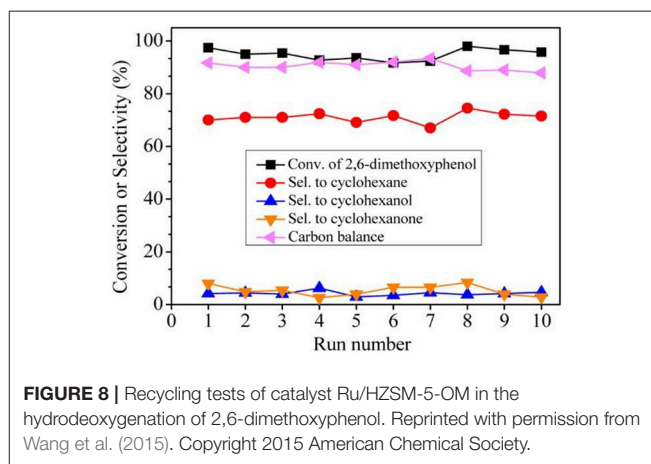 100
80
60
40
20
0
Conversion or Selectivity (%)
Conv. of 2,6-dimethoxyphenol
Sel. to cyclohexane
Sel. to cyclohexanol
Sel. to cyclohexanone
Carbon balance
0 1 2 3 4 5 6 7 8 9 10
Run number
FIGURE 8 | Recycling tests of catalyst Ru/HZSM-5-OM in the
hydrodeoxygenation of 2,6-dimethoxyphenol. Reprinted with permission from
Wang et al. (2015). Copyright 2015 American Chemical Society.